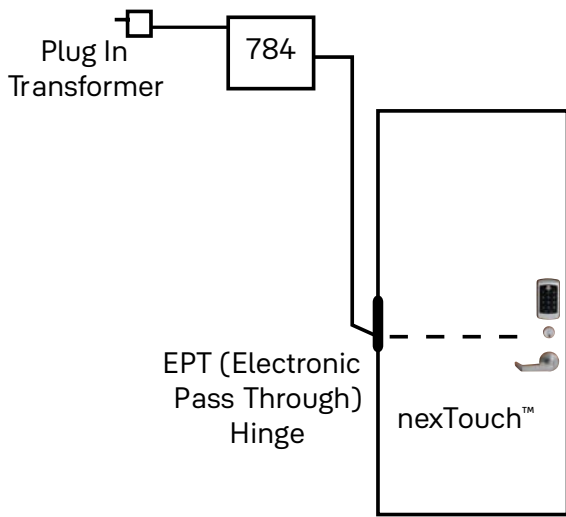 Plug In
Transformer
784
EPT (Electronic
Pass Through)
Hinge
nexTouch™